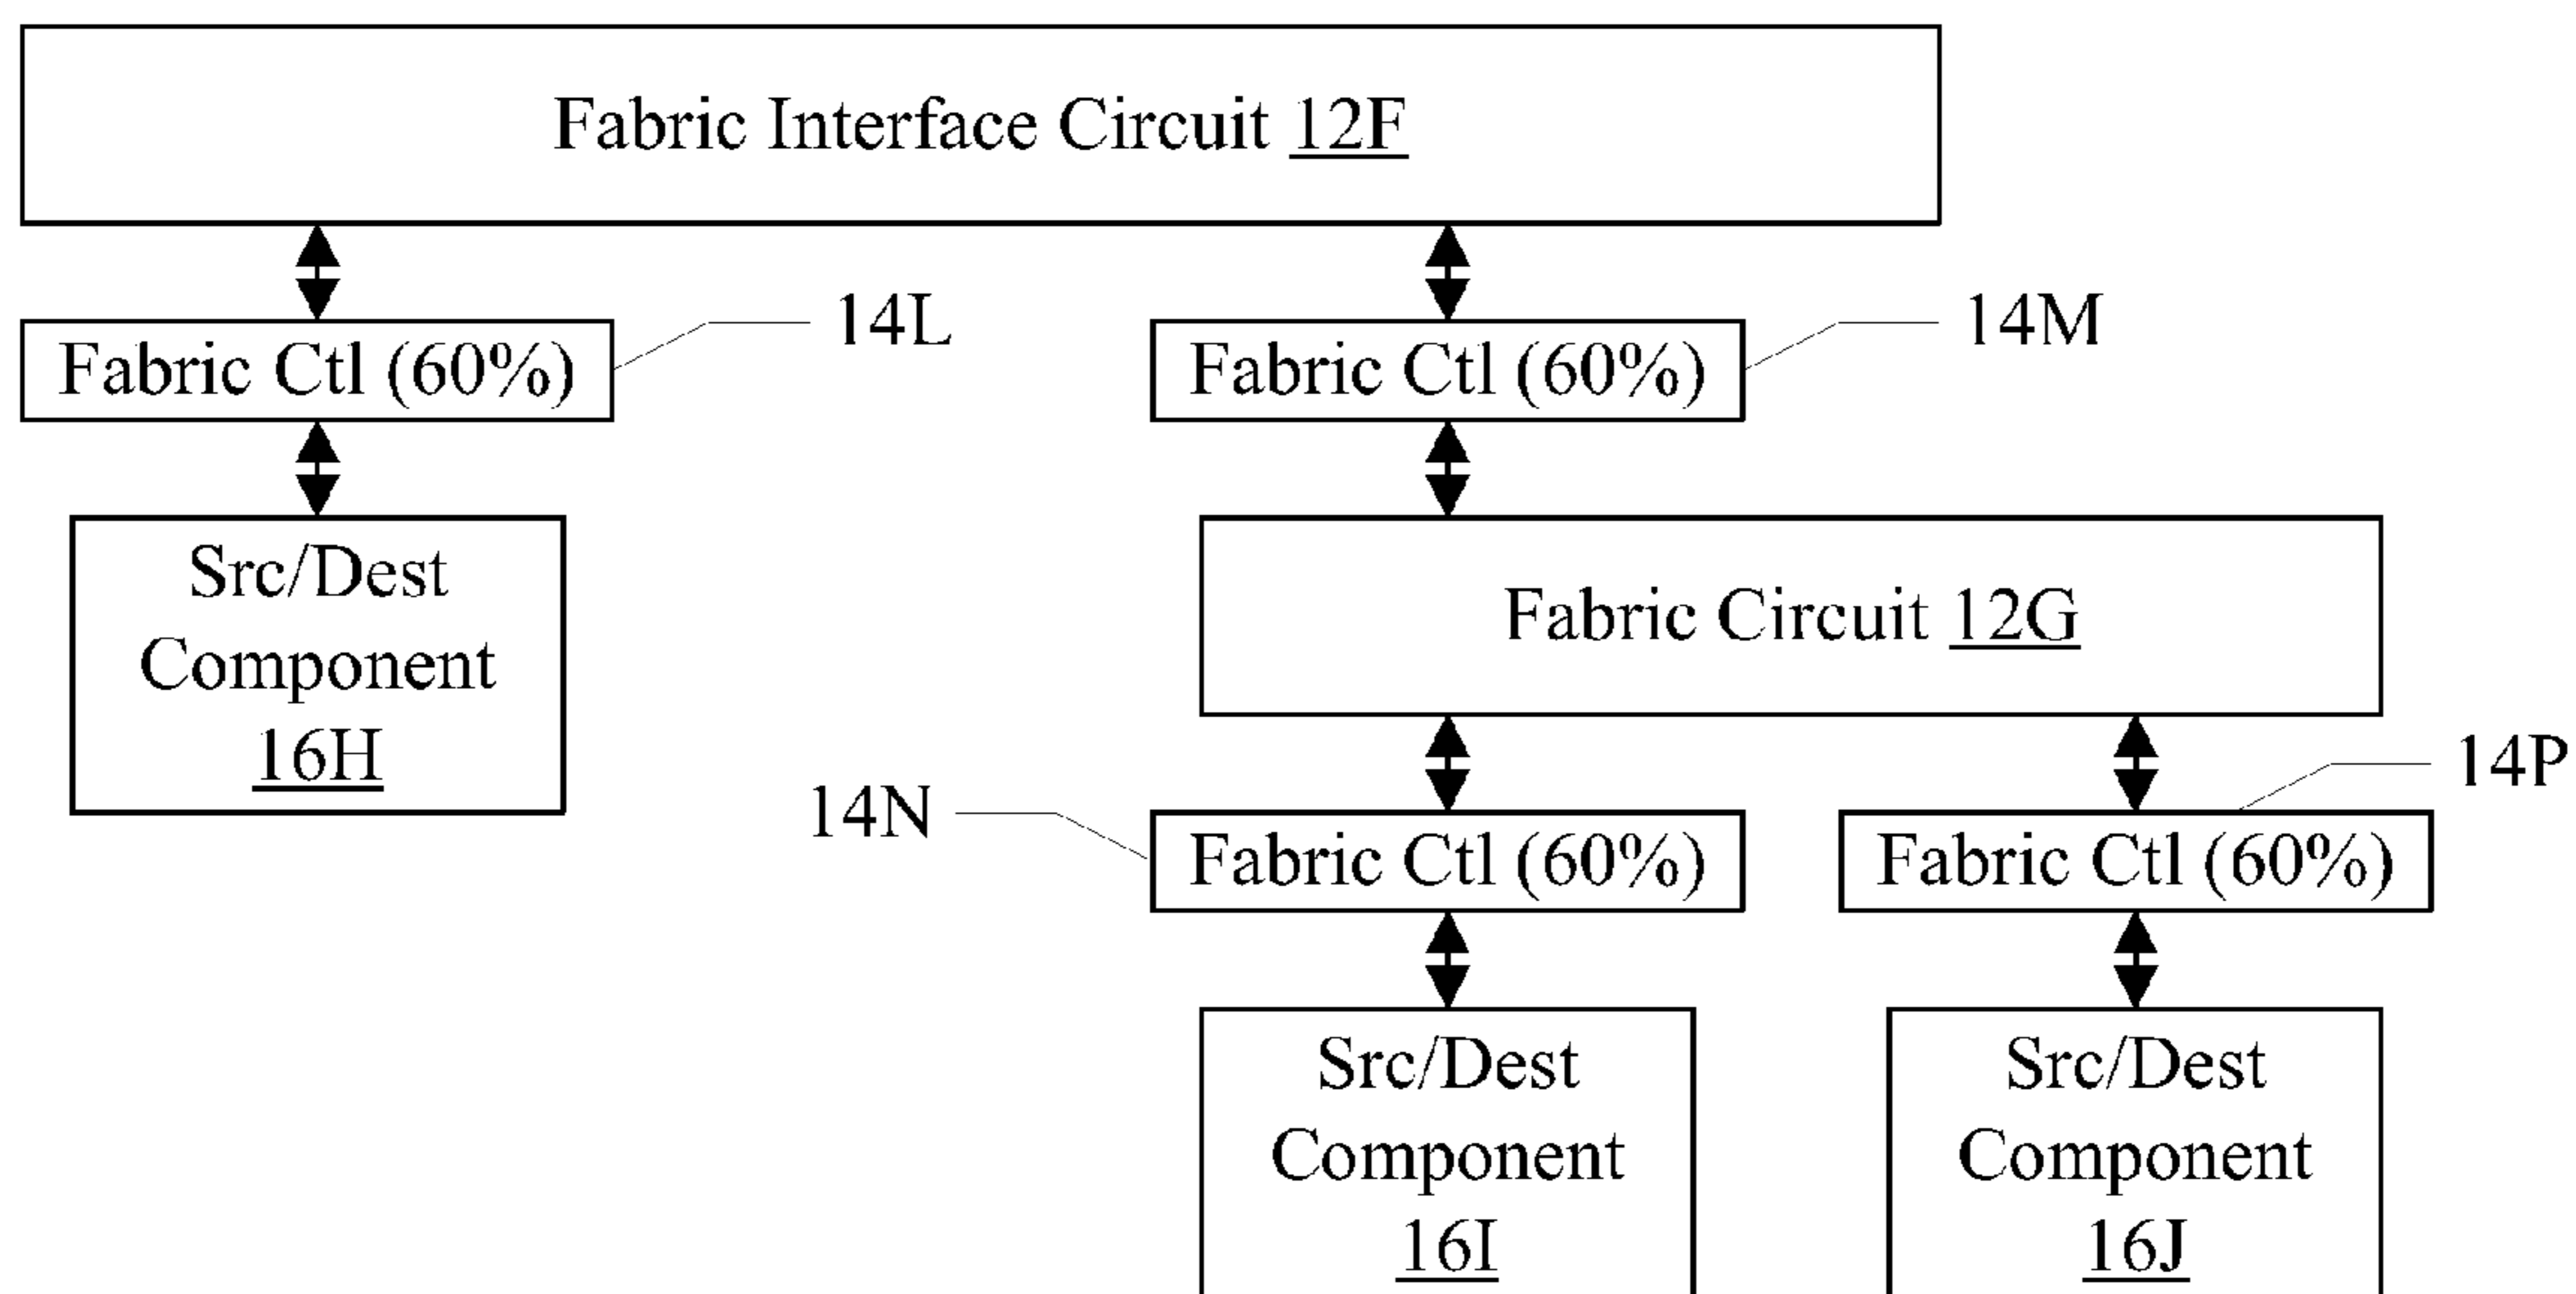 Fabric Interface Circuit 12F
14L
14M
Fabric Ctl (60%)
Fabric Ctl (60%)
Src/Dest
Component
16H
Fabric Circuit 12G
14N
14P
Fabric Ctl (60%)
Fabric Ctl (60%)
Src/Dest
Component
16I
Src/Dest
Component
16J